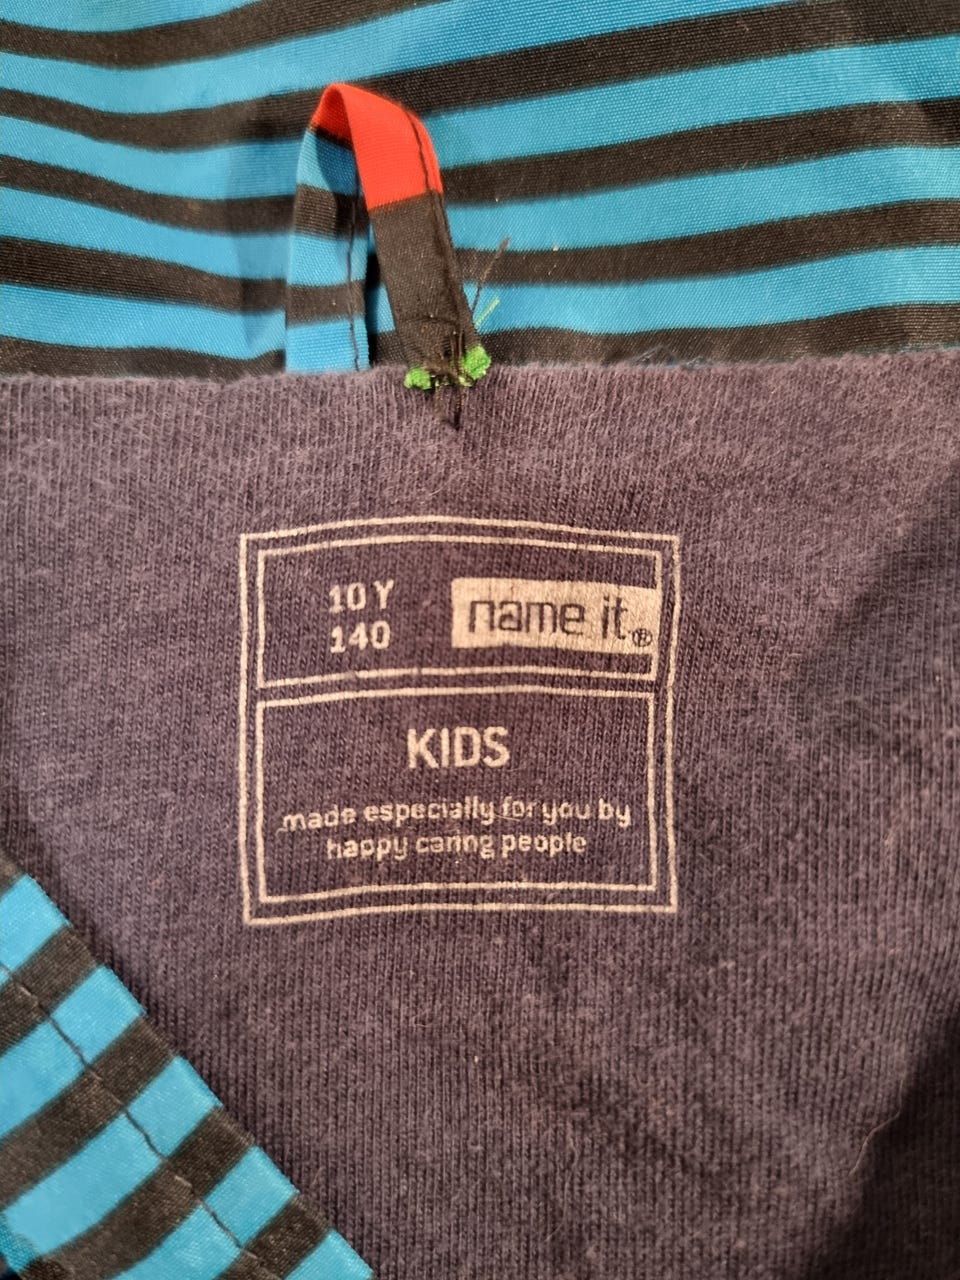 10 Y
140
name it®
KIDS
made especially for you by
happy caring people